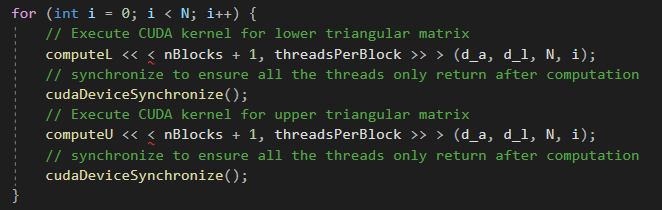 for (int i = 0; i < N; i++) {
// Execute CUDA kernel for lower triangular matrix
computeL << < nBlocks + 1, threadsPerBlock >> > (d_a, d_l, N, i);
// synchronize to ensure all the threads only return after computation
cudaDeviceSynchronize();
// Execute CUDA kernel for upper triangular matrix
computeU << < nBlocks + 1, threadsPerBlock >> > (d_a, d_l, N, i);
// synchronize to ensure all the threads only return after computation
cudaDeviceSynchronize();
}